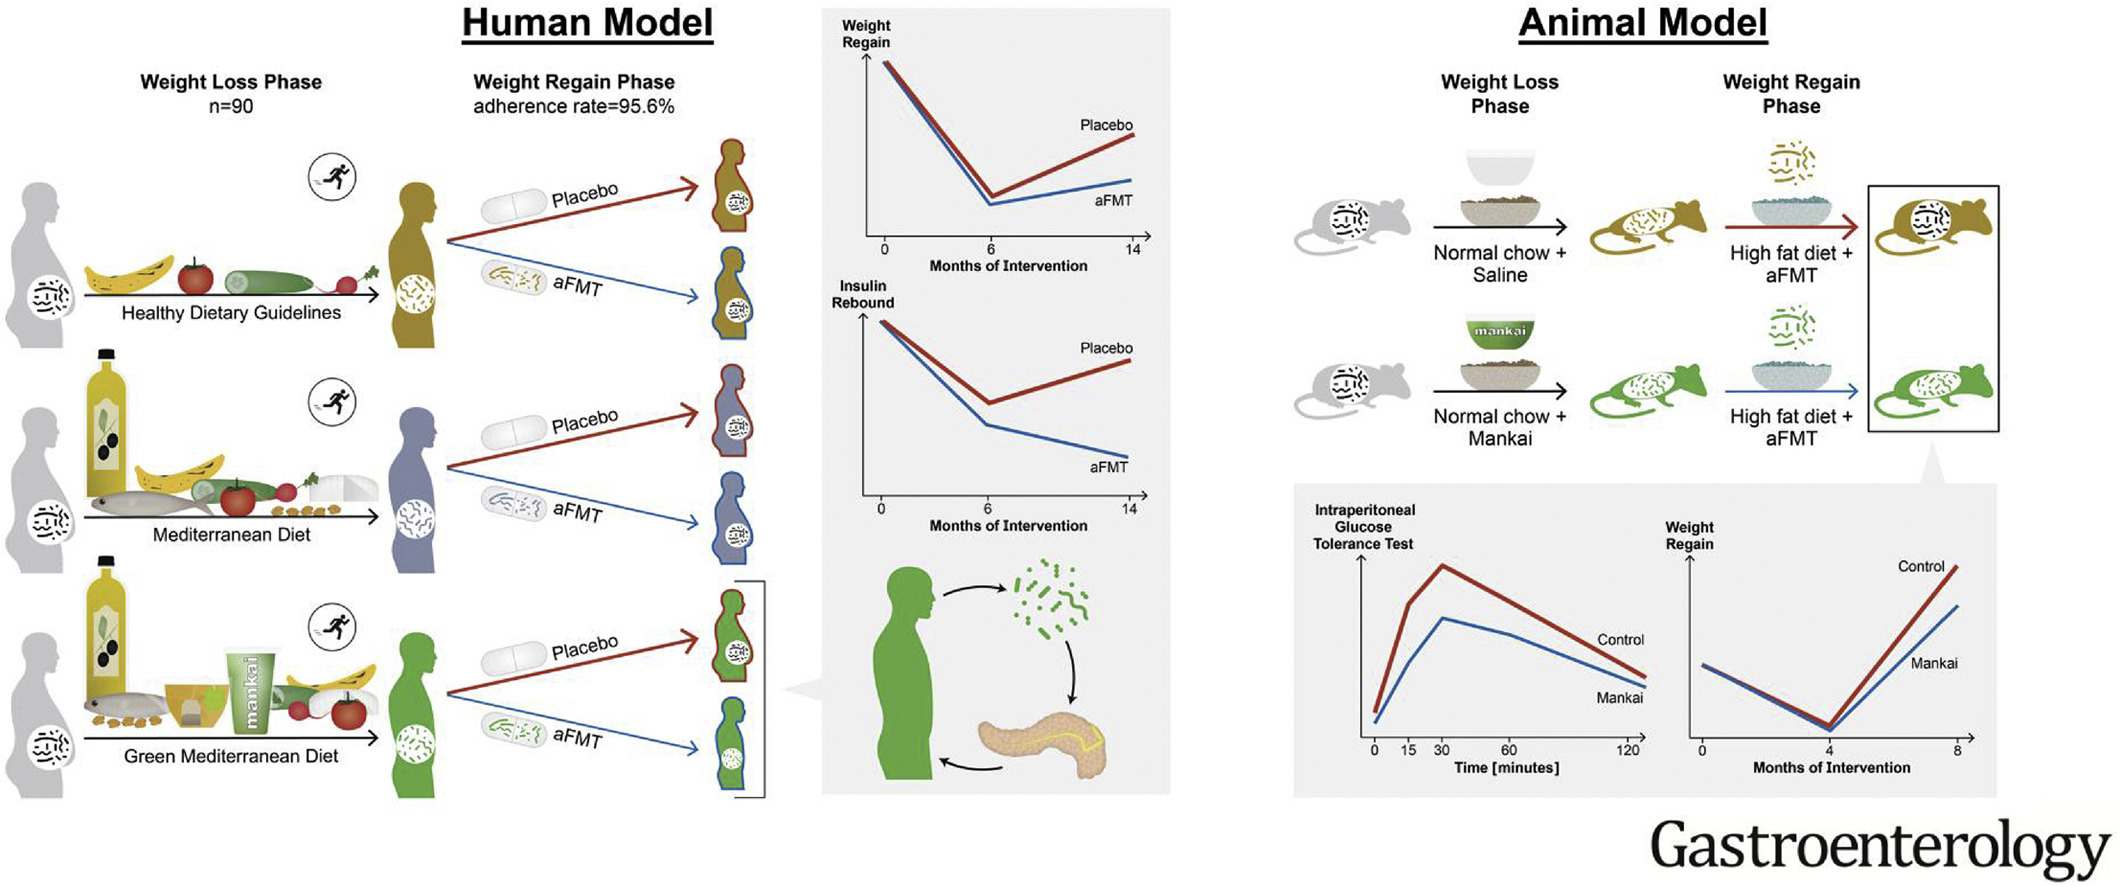 Human Model
Weight Loss Phase
n=90
Weight Regain Phase
adherence rate=95.6%
Placebo
aFMT
Healthy Dietary Guidelines
Placebo
aFMT
Mediterranean Diet
mankai
Placebo
aFMT
Green Mediterranean Diet
Weight
Regain
Placebo
aFMT
0 6 14
Months of Intervention
Insulin
Rebound
Placebo
aFMT
0 6 14
Months of Intervention
Animal Model
Weight Loss
Phase
Weight Regain
Phase
Normal chow +
Saline
High fat diet +
aFMT
mankai
Normal chow +
Mankai
High fat diet +
aFMT
Intraperitoneal
Glucose
Tolerance Test
Control
Mankai
0 15 30 60 120
Time [minutes]
Weight
Regain
Control
Mankai
0 4 8
Months of Intervention
Gastroenterology